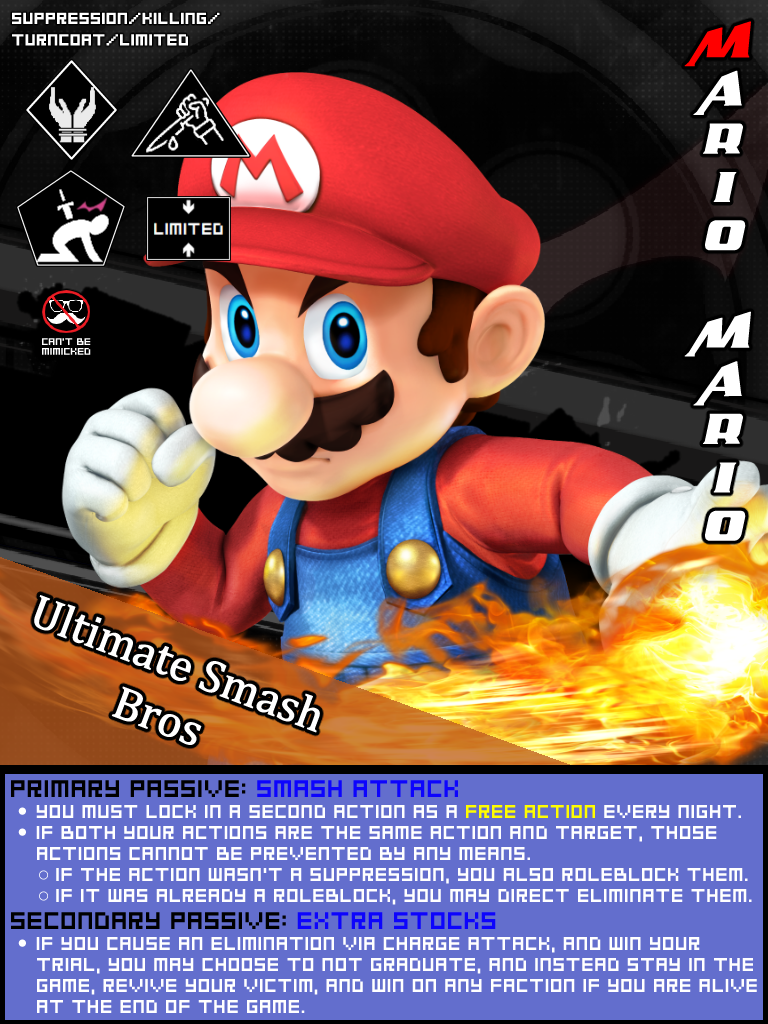 SUPPRESSION/KILLING/
TURNCOAT/LIMITED
MARIO MARIO
LIMITED
CAN'T BE
MIMICKED
M
Ultimate Smash
Bros
PRIMARY PASSIVE: SMASH ATTACK
• YOU MUST LOCK IN A SECOND ACTION AS A FREE ACTION EVERY NIGHT.
• IF BOTH YOUR ACTIONS ARE THE SAME ACTION AND TARGET, THOSE
ACTIONS CANNOT BE PREVENTED BY ANY MEANS.
○ IF THE ACTION WASN'T A SUPPRESSION, YOU ALSO ROLEBLOCK THEM.
○ IF IT WAS ALREADY A ROLEBLOCK, YOU MAY DIRECT ELIMINATE THEM.
SECONDARY PASSIVE: EXTRA STOCKS
• IF YOU CAUSE AN ELIMINATION VIA CHARGE ATTACK, AND WIN YOUR
TRIAL, YOU MAY CHOOSE TO NOT GRADUATE, AND INSTEAD STAY IN THE
GAME, REVIVE YOUR VICTIM, AND WIN ON ANY FACTION IF YOU ARE ALIVE
AT THE END OF THE GAME.